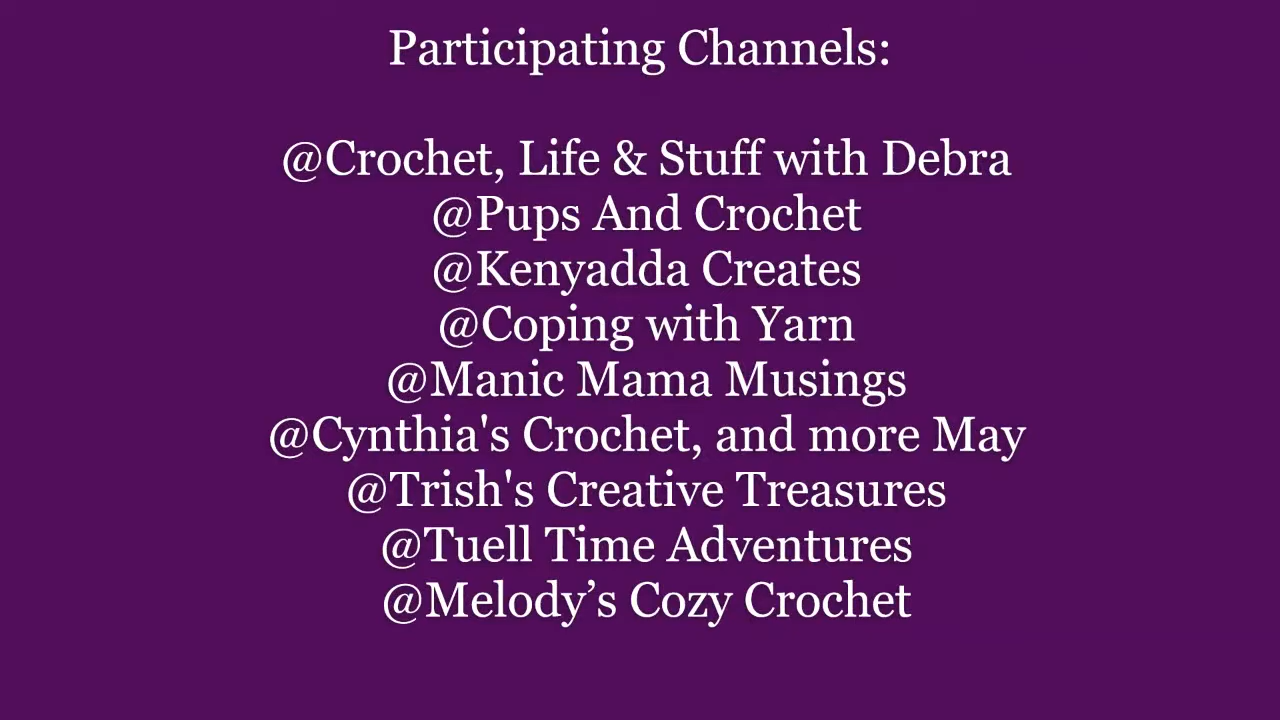 Participating Channels:
@Crochet, Life & Stuff with Debra
@Pups And Crochet
@Kenyadda Creates
@Coping with Yarn
@Manic Mama Musings
@Cynthia's Crochet, and more May
@Trish's Creative Treasures
@Tuell Time Adventures
@Melody’s Cozy Crochet